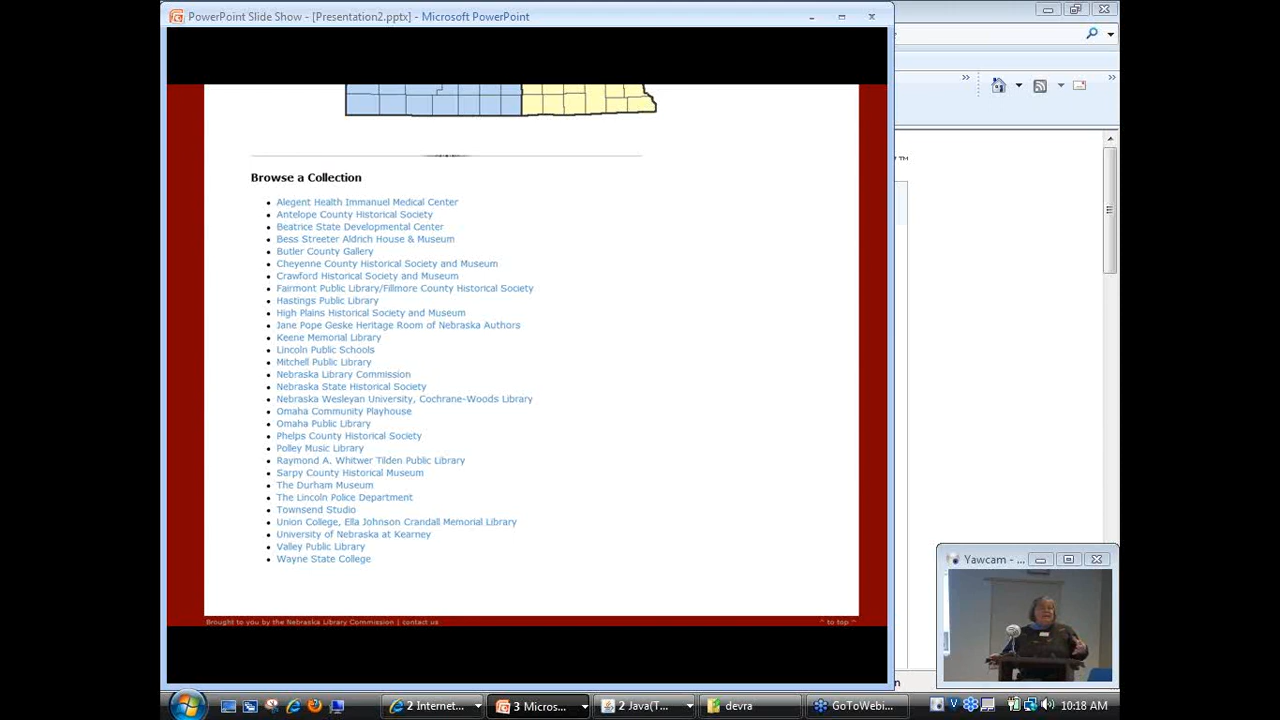 PowerPoint Slide Show - [Presentation2.pptx] - Microsoft PowerPoint
Browse a Collection
Alegent Health Immanuel Medical Center
Antelope County Historical Society
Beatrice State Developmental Center
Bess Streeter Aldrich House & Museum
Butler County Gallery
Cheyenne County Historical Society and Museum
Crawford Historical Society and Museum
Fairmont Public Library/Fillmore County Historical Society
Hastings Public Library
High Plains Historical Society and Museum
Jane Pope Geske Heritage Room of Nebraska Authors
Keene Memorial Library
Lincoln Public Schools
Mitchell Public Library
Nebraska Library Commission
Nebraska State Historical Society
Nebraska Wesleyan University, Cochrane-Woods Library
Omaha Community Playhouse
Omaha Public Library
Phelps County Historical Society
Polley Music Library
Raymond A. Whitwer Tilden Public Library
Sarpy County Historical Museum
The Durham Museum
The Lincoln Police Department
Townsend Studio
Union College, Ella Johnson Crandall Memorial Library
University of Nebraska at Kearney
Valley Public Library
Wayne State College
Brought to you by the Nebraska Library Commission | contact us
^ to top ^
TM
Yawcam - ...
2 Internet...
3 Micros...
2 Java(T...
devra
GoToWebi...
10:18 AM